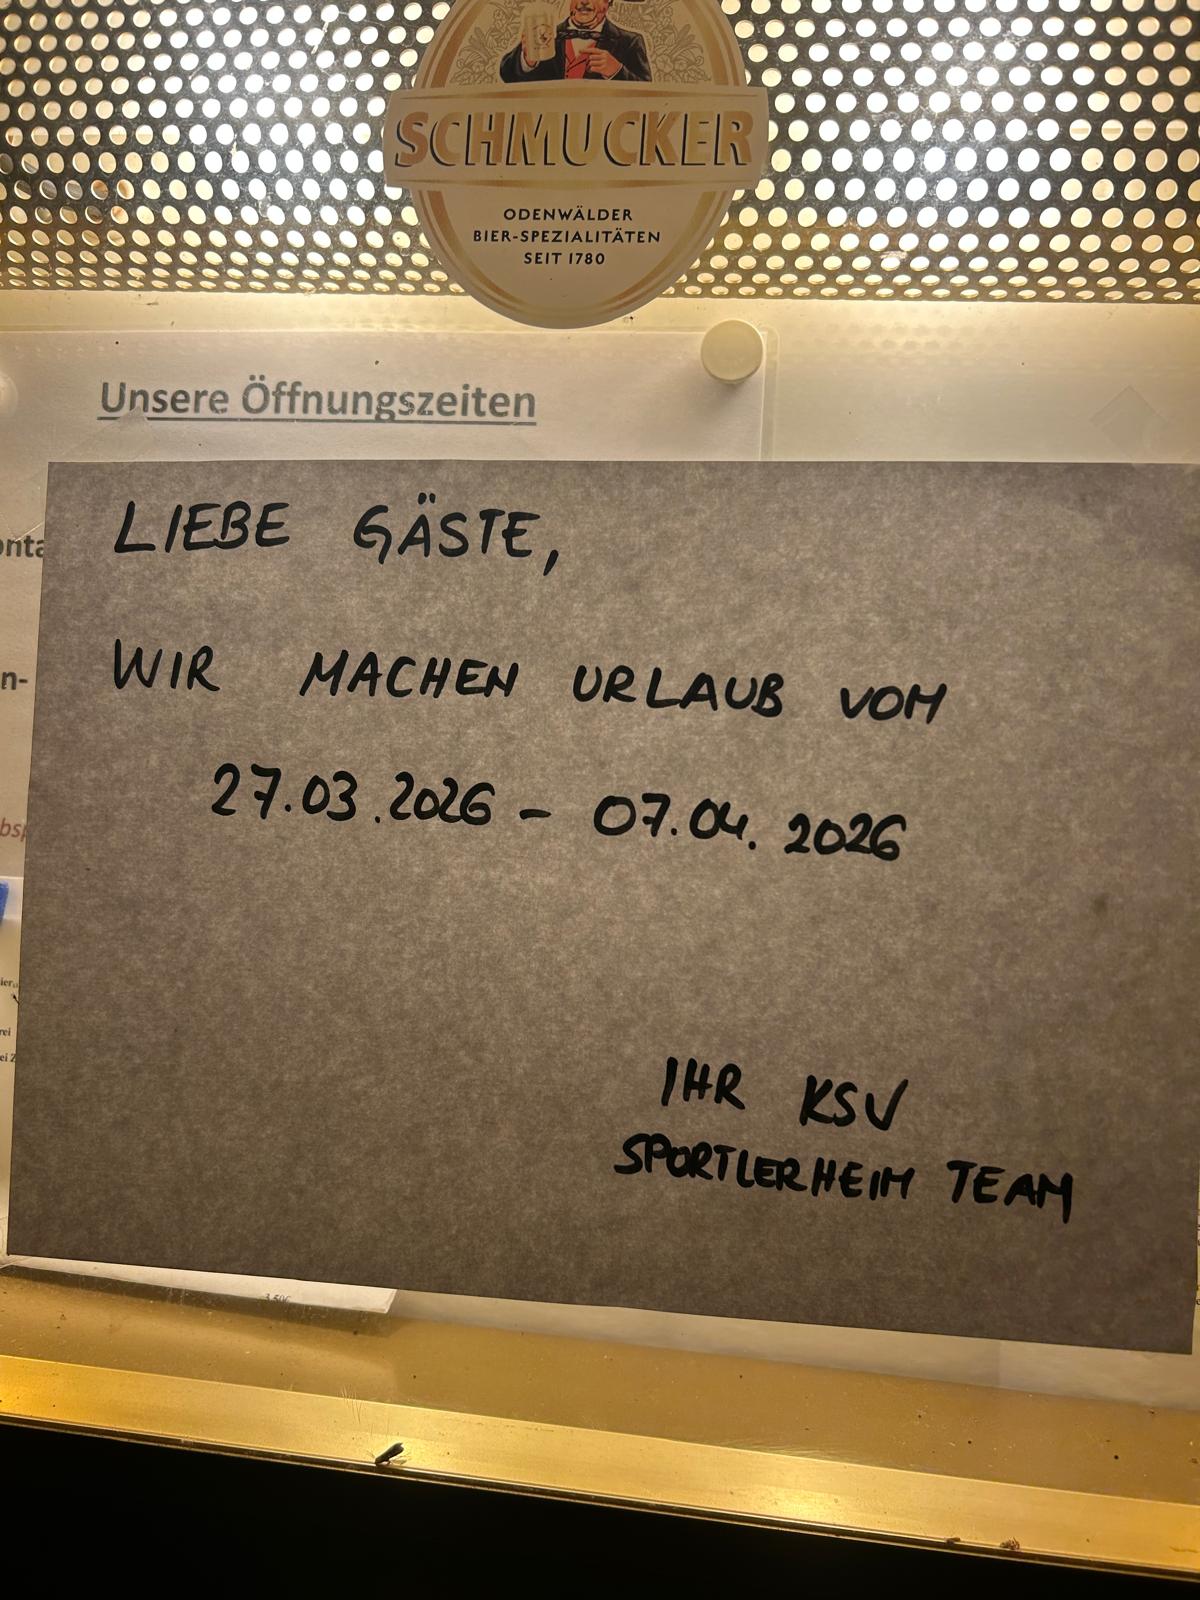 SCHMUCKER
ODENWÄLDER
BIER-SPEZIALITÄTEN
SEIT 1780
Unsere Öffnungszeiten
LIEBE GÄSTE,
WIR MACHEN URLAUB VOM
27.03.2026 - 07.04.2026
IHR KSV
SPORTLERHEIM TEAM